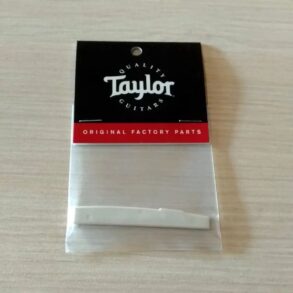 QUALITY
Taylor
GUITARS
ORIGINAL FACTORY PARTS